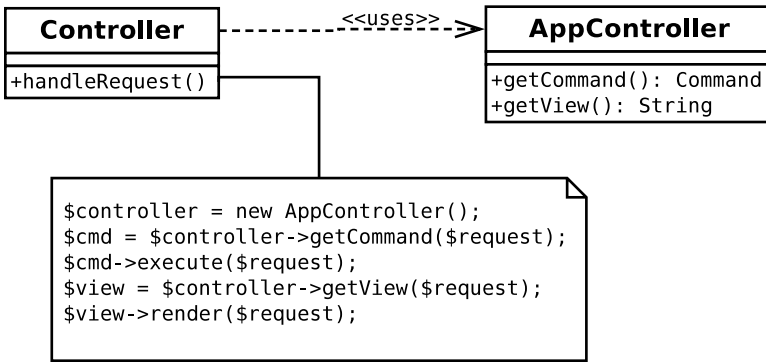 Controller
<<uses>>
AppController
+handleRequest()
+getCommand(): Command
+getView(): String
$controller = new AppController();
$cmd = $controller->getCommand($request);
$cmd->execute($request);
$view = $controller->getView($request);
$view->render($request);